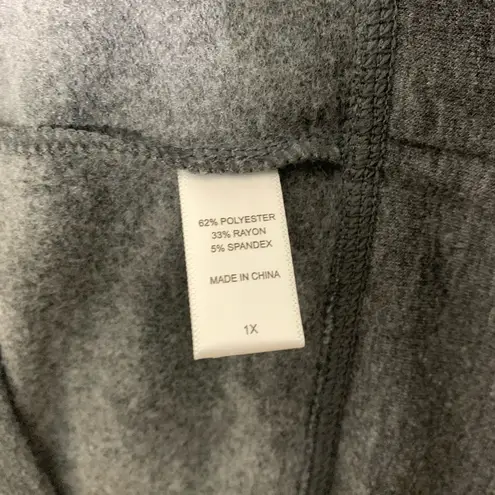 62% POLYESTER
33% RAYON
5% SPANDEX
MADE IN CHINA
1X